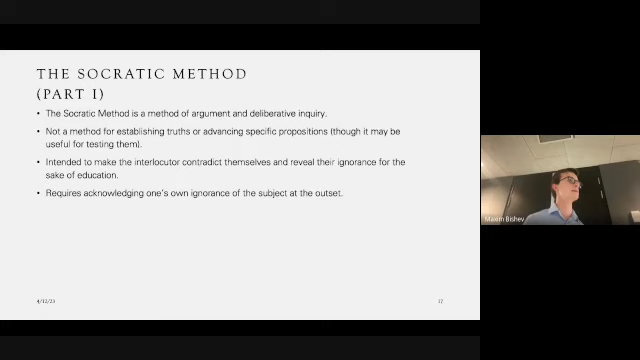 THE SOCRATIC METHOD
(PART I)
• The Socratic Method is a method of argument and deliberative inquiry.
• Not a method for establishing truths or advancing specific propositions (though it may be
useful for testing them).
• Intended to make the interlocutor contradict themselves and reveal their ignorance for the
sake of education.
• Requires acknowledging one's own ignorance of the subject at the outset.
4/12/23
17
Maxim Bishev